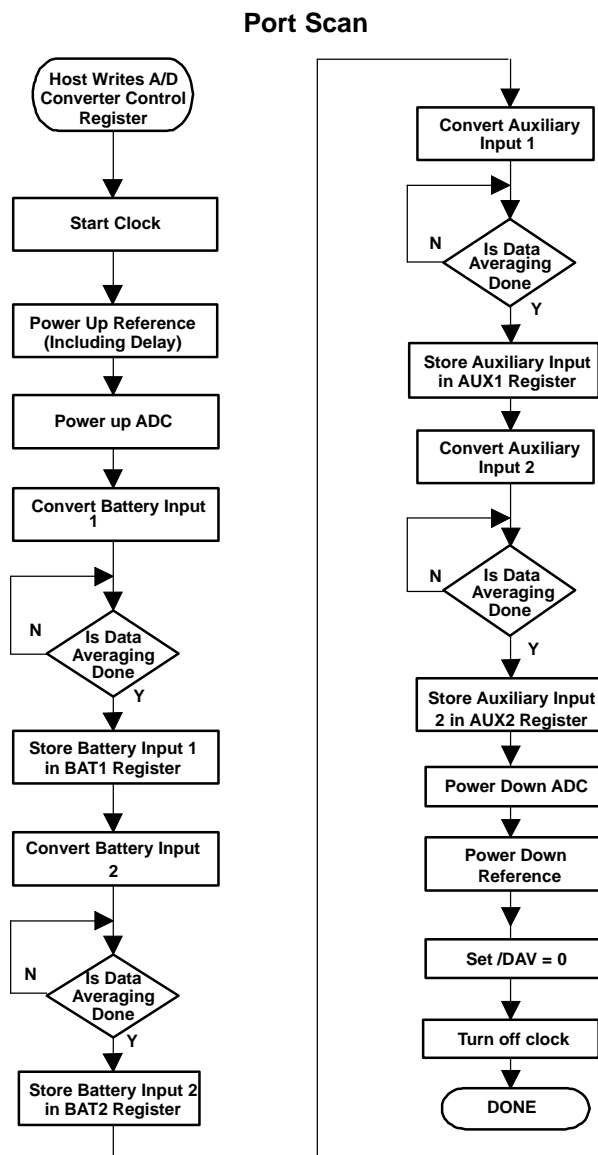 Port Scan
Host Writes A/D
Converter Control
Register
Start Clock
Power Up Reference
(Including Delay)
Power up ADC
Convert Battery Input
1
N
Is Data
Averaging
Done
Y
Store Battery Input 1
in BAT1 Register
Convert Battery Input
2
N
Is Data
Averaging
Done
Y
Store Battery Input 2
in BAT2 Register
Convert Auxiliary
Input 1
N
Is Data
Averaging
Done
Y
Store Auxiliary Input
in AUX1 Register
Convert Auxiliary
Input 2
N
Is Data
Averaging
Done
Y
Store Auxiliary Input
2 in AUX2 Register
Power Down ADC
Power Down
Reference
Set /DAV = 0
Turn off clock
DONE